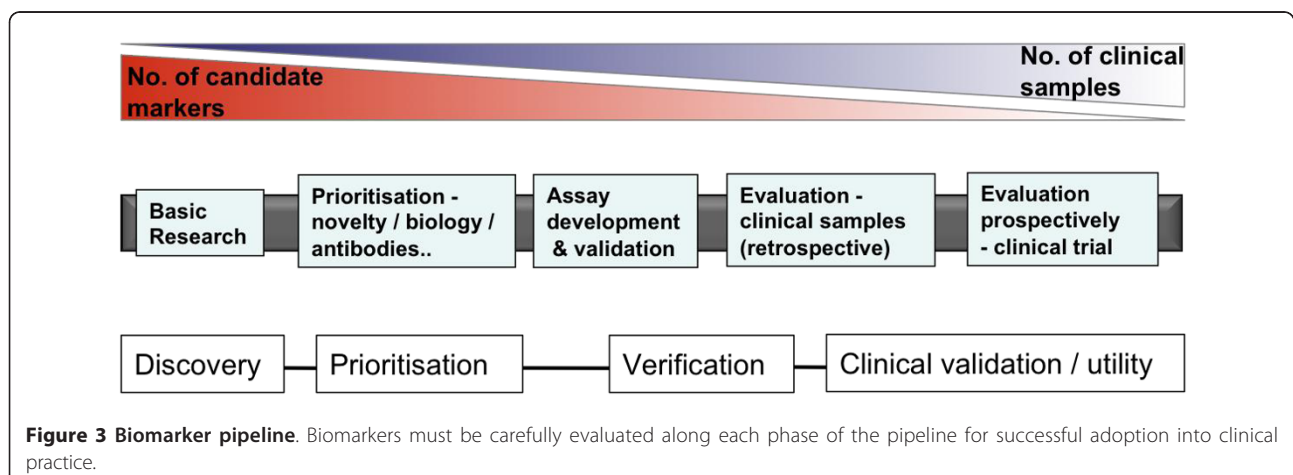 No. of candidate
markers
No. of clinical
samples
Basic
Research
Prioritisation -
novelty / biology /
antibodies..
Assay
development
& validation
Evaluation -
clinical samples
(retrospective)
Evaluation
prospectively
- clinical trial
Discovery
Prioritisation
Verification
Clinical validation / utility
Figure 3 Biomarker pipeline. Biomarkers must be carefully evaluated along each phase of the pipeline for successful adoption into clinical
practice.